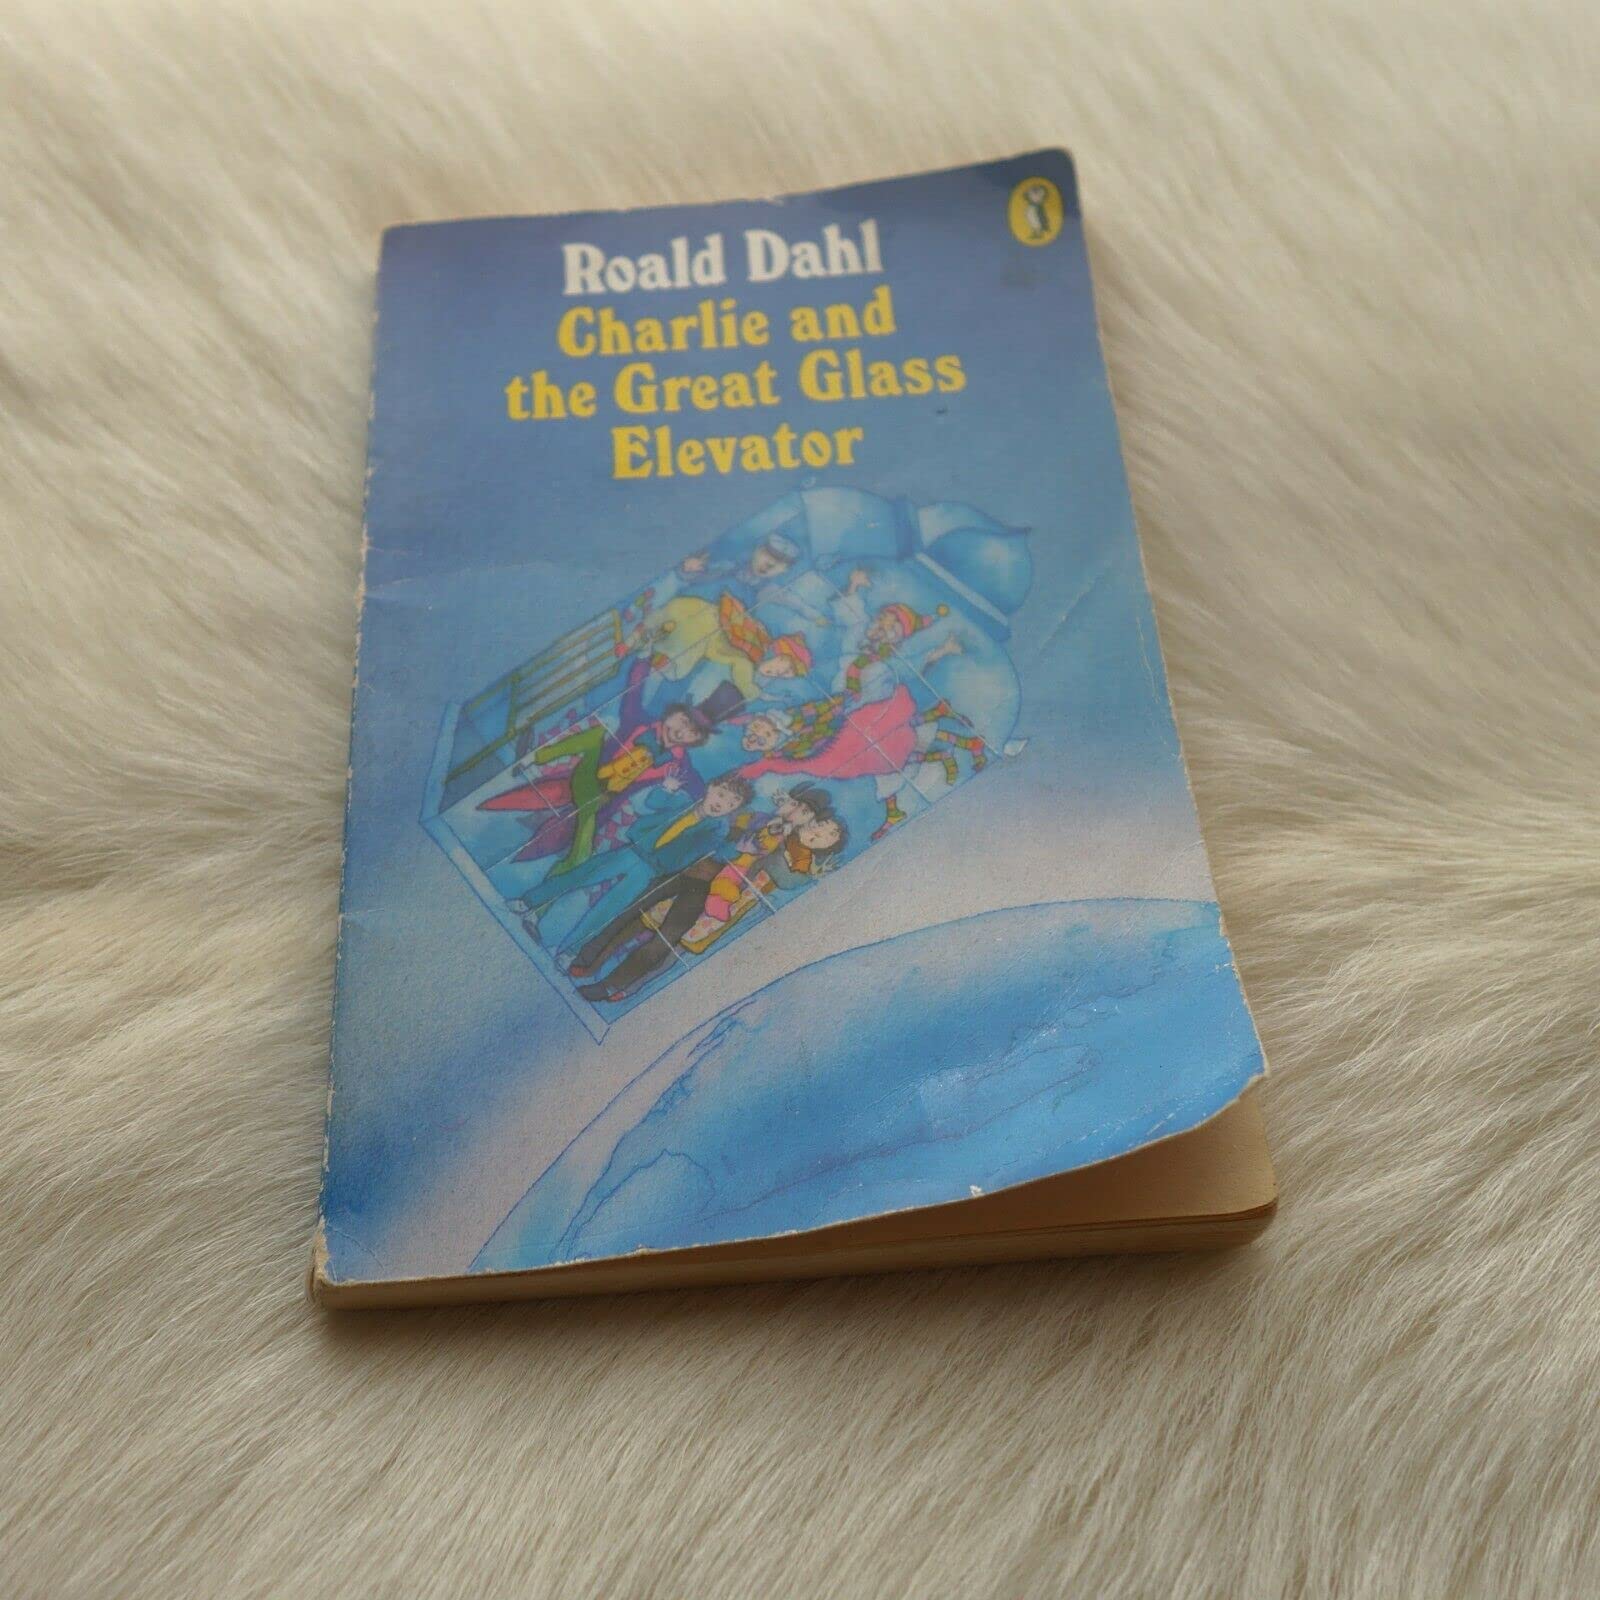 Roald Dahl
Charlie and
the Great Glass
Elevator